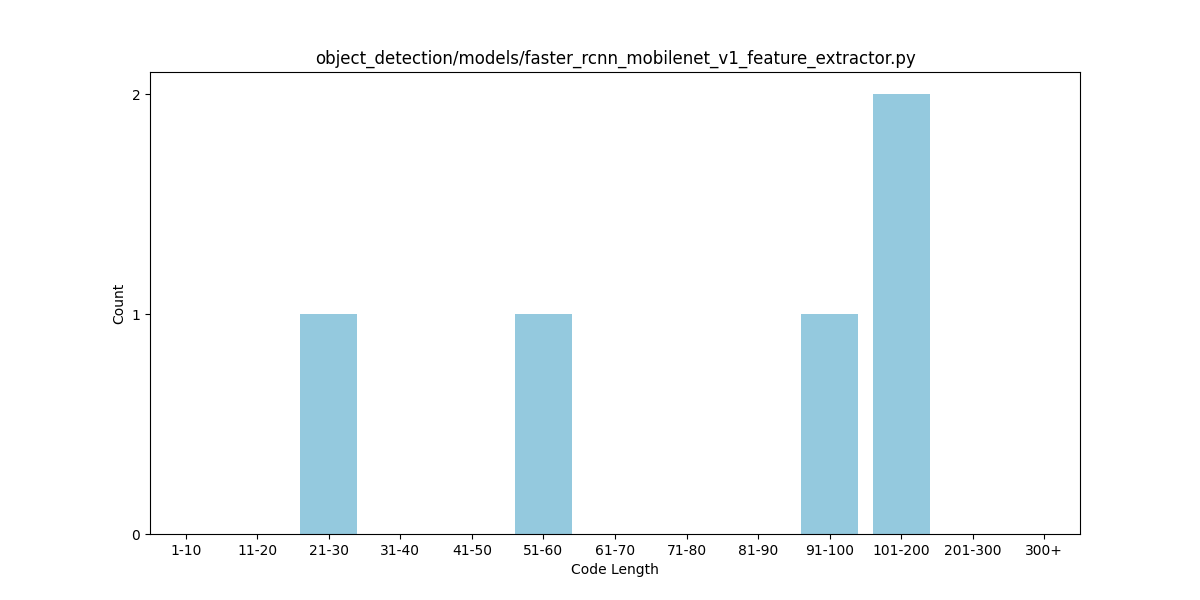 object_detection/models/faster_rcnn_mobilenet_v1_feature_extractor.py
2
1
0
Count
1-10 11-20 21-30 31-40 41-50 51-60 61-70 71-80 81-90 91-100 101-200 201-300 300+
Code Length